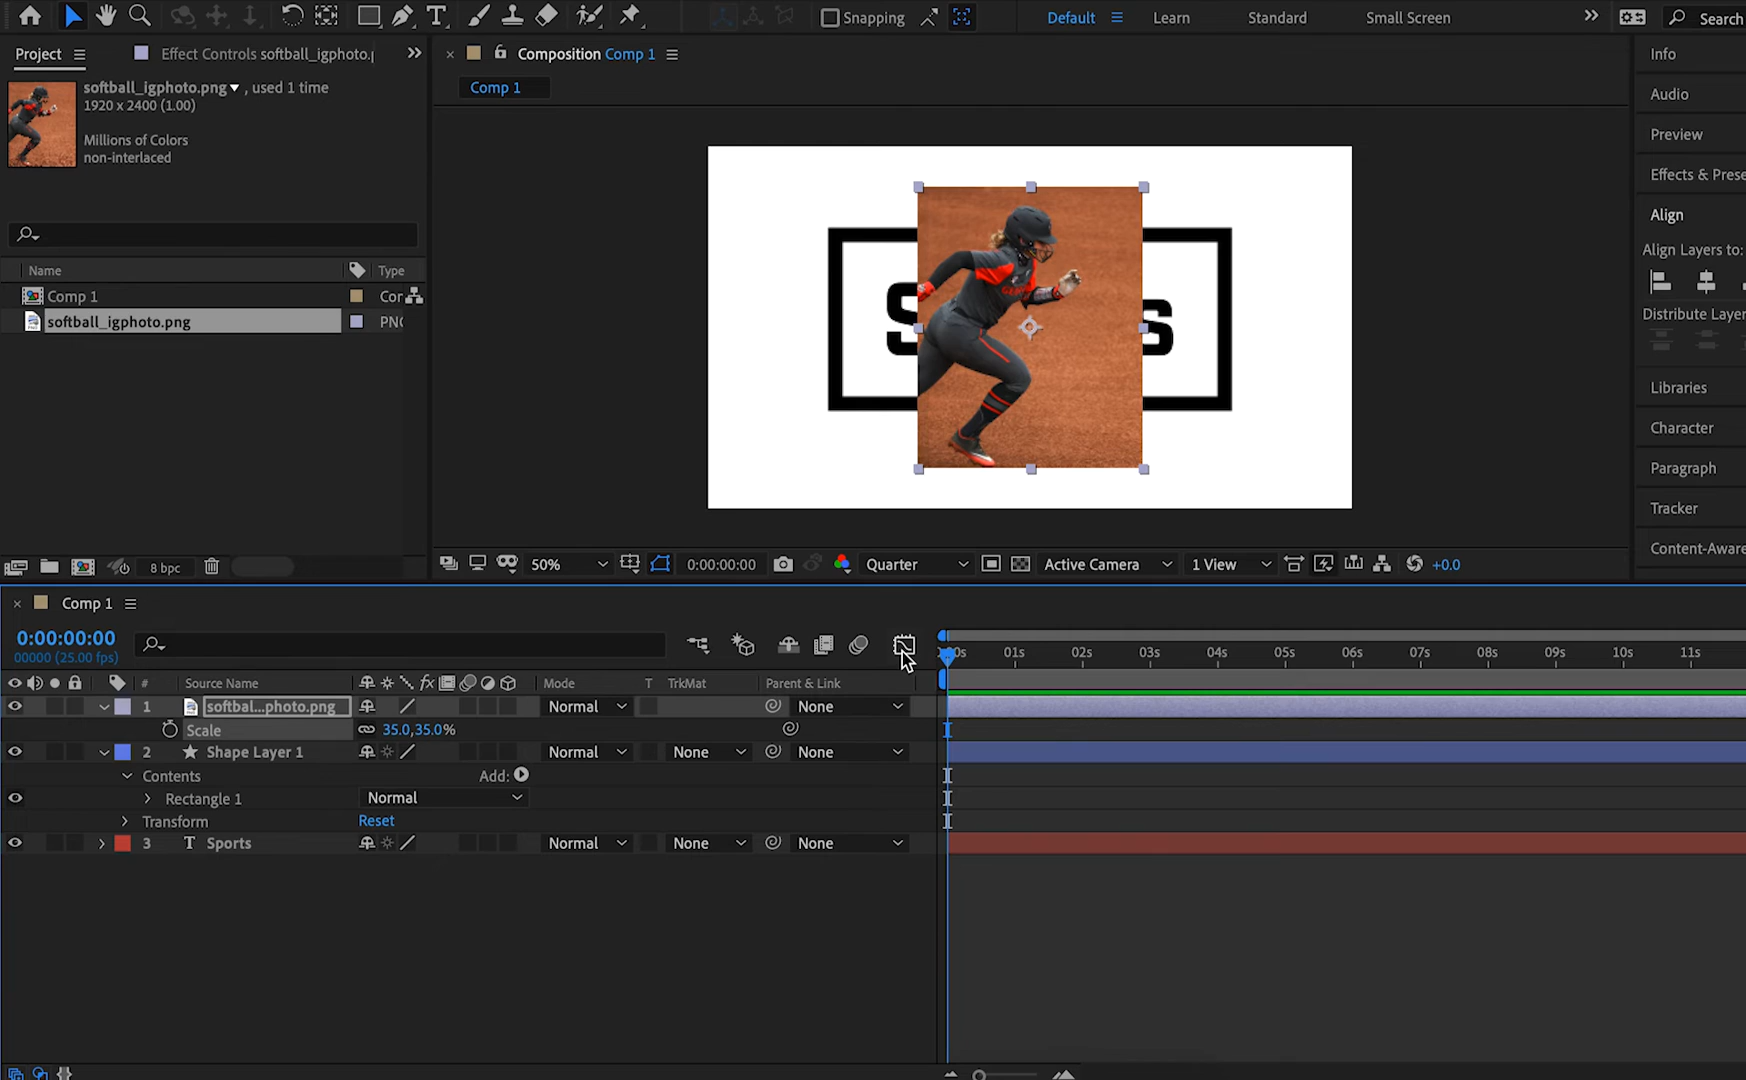 Snapping
Default
Learn
Standard
Small Screen
Search
Project
Effect Controls softball_igphoto.p
Composition Comp 1
Info
softball_igphoto.png , used 1 time
1920 x 2400 (1.00)
Comp 1
Audio
Millions of Colors
non-interlaced
Preview
Effects & Prese
Align
Align Layers to:
Name
Type
Comp 1
Cor
softball_igphoto.png
PNG
S
s
Distribute Layer
Libraries
Character
Paragraph
Tracker
Content-Aware
8 bpc
50%
0:00:00:00
Quarter
Active Camera
1 View
+0.0
Comp 1
0:00:00:00
00000 (25.00 fps)
01s 02s 03s 04s 05s 06s 07s 08s 09s 10s 11s
# Source Name fx Mode T TrkMat Parent & Link
1 softbal...photo.png Normal None
Scale 35.0,35.0%
2 Shape Layer 1 Normal None None
Contents Add:
Rectangle 1 Normal
Transform Reset
3 T Sports Normal None None